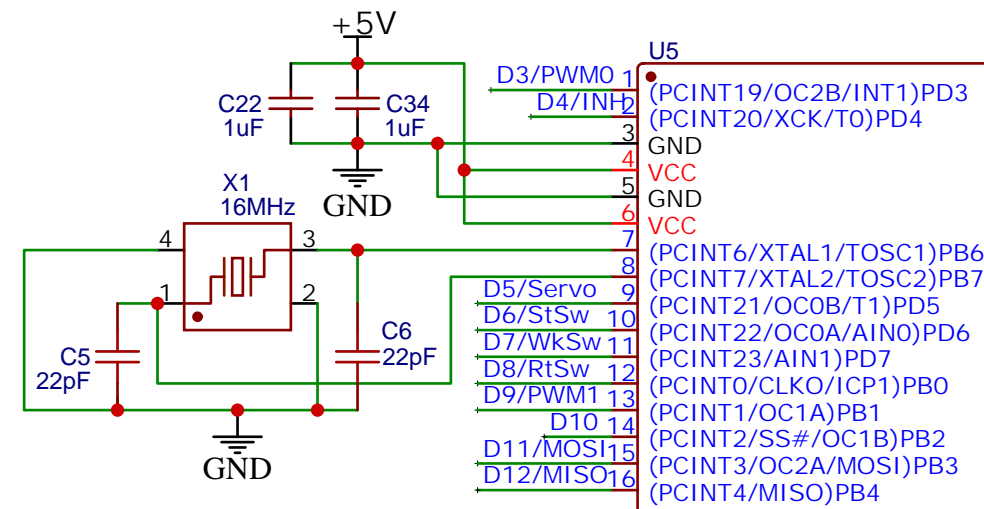 +5V
U5
D3/PWM0 1 (PCINT19/OC2B/INT1)PD3
D4/INH 2 (PCINT20/XCK/T0)PD4
C22
1uF
C34
1uF
3 GND
4 VCC
5 GND
6 VCC
GND
X1
16MHz
4
3
1
2
7 (PCINT6/XTAL1/TOSC1)PB6
8 (PCINT7/XTAL2/TOSC2)PB7
D5/Servo 9 (PCINT21/OC0B/T1)PD5
D6/StSw 10 (PCINT22/OC0A/AIN0)PD6
D7/WkSw 11 (PCINT23/AIN1)PD7
D8/RtSw 12 (PCINT0/CLKO/ICP1)PB0
D9/PWM1 13 (PCINT1/OC1A)PB1
D10 14 (PCINT2/SS#/OC1B)PB2
D11/MOSI 15 (PCINT3/OC2A/MOSI)PB3
D12/MISO 16 (PCINT4/MISO)PB4
C5
22pF
C6
22pF
GND